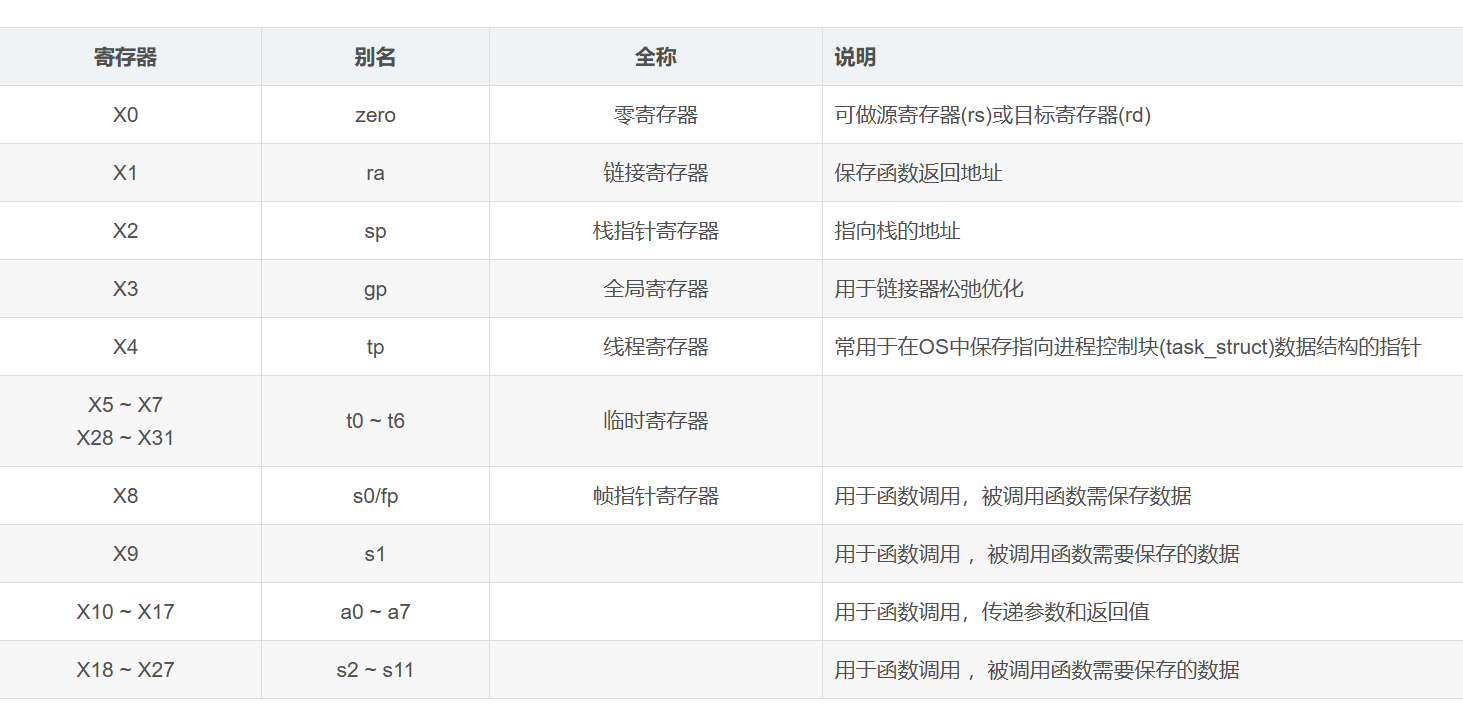 寄存器 别名 全称 说明
X0 zero 零寄存器 可做源寄存器(rs)或目标寄存器(rd)
X1 ra 链接寄存器 保存函数返回地址
X2 sp 栈指针寄存器 指向栈的地址
X3 gp 全局寄存器 用于链接器松弛优化
X4 tp 线程寄存器 常用于在OS中保存指向进程控制块(task_struct)数据结构的指针
X5 ~ X7
X28 ~ X31
t0 ~ t6 临时寄存器
X8 s0/fp 帧指针寄存器 用于函数调用，被调用函数需保存数据
X9 s1 用于函数调用 ，被调用函数需要保存的数据
X10 ~ X17 a0 ~ a7 用于函数调用，传递参数和返回值
X18 ~ X27 s2 ~ s11 用于函数调用 ，被调用函数需要保存的数据